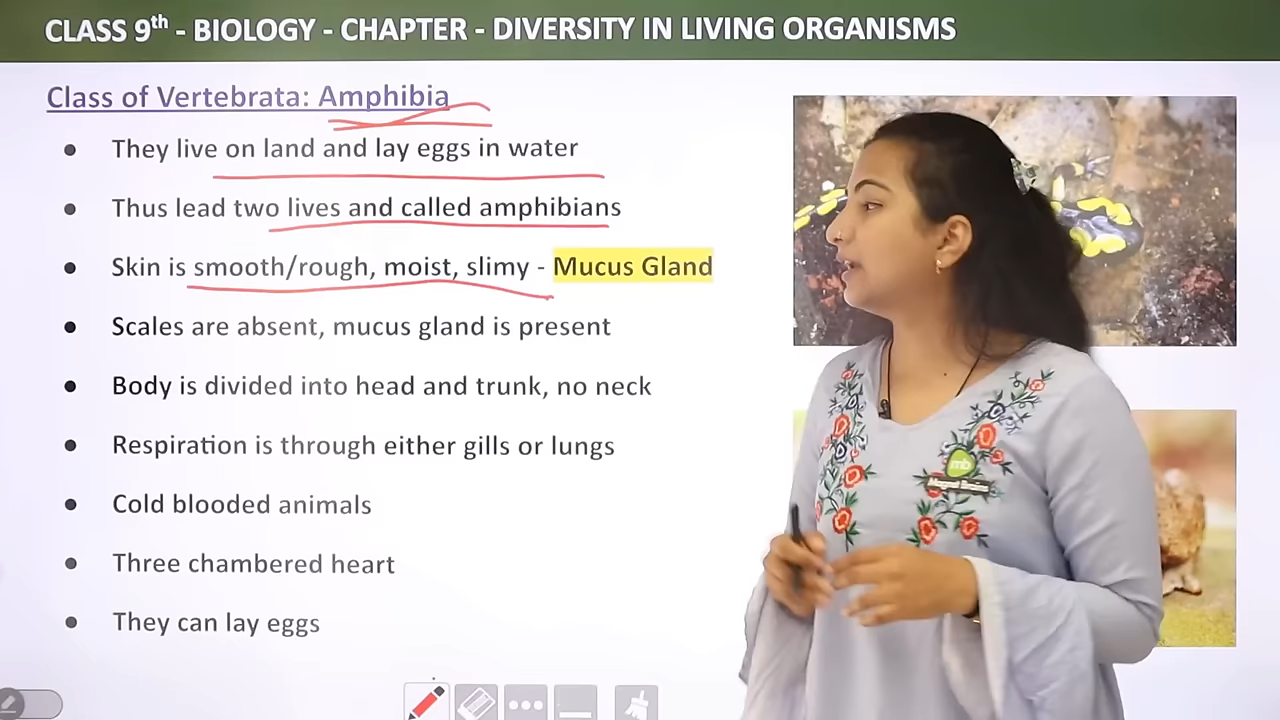 CLASS 9th - BIOLOGY - CHAPTER - DIVERSITY IN LIVING ORGANISMS
Class of Vertebrata: Amphibia
They live on land and lay eggs in water
Thus lead two lives and called amphibians
Skin is smooth/rough, moist, slimy - Mucus Gland
Scales are absent, mucus gland is present
Body is divided into head and trunk, no neck
Respiration is through either gills or lungs
Cold blooded animals
Three chambered heart
They can lay eggs
mb
Magnet Brains